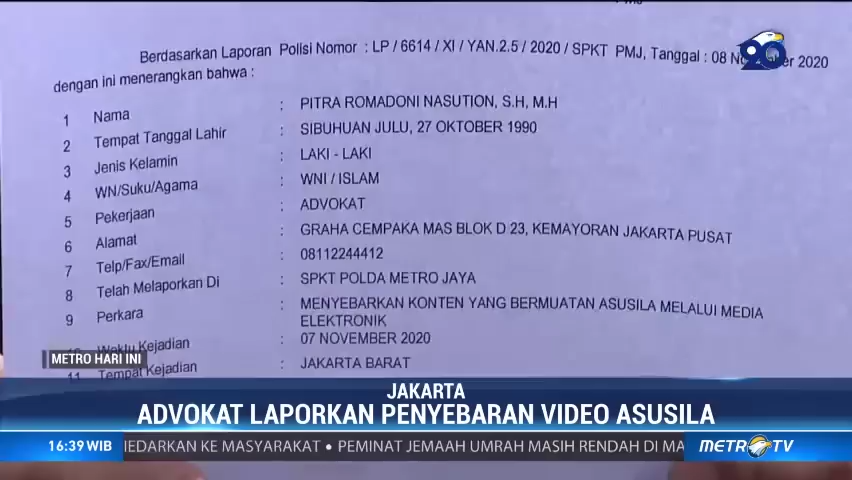 Berdasarkan Laporan Polisi Nomor : LP / 6614 / XI / YAN.2.5 / 2020 / SPKT PMJ, Tanggal : 08 2020
dengan ini menerangkan bahwa :
1 Nama : PITRA ROMADONI NASUTION, S.H, M.H
2 Tempat Tanggal Lahir : SIBUHUAN JULU, 27 OKTOBER 1990
3 Jenis Kelamin : LAKI - LAKI
4 WN/Suku/Agama : WNI / ISLAM
5 Pekerjaan : ADVOKAT
6 Alamat : GRAHA CEMPAKA MAS BLOK D 23, KEMAYORAN JAKARTA PUSAT
7 Telp/Fax/Email : 08112244412
8 Telah Melaporkan Di : SPKT POLDA METRO JAYA
9 Perkara : MENYEBARKAN KONTEN YANG BERMUATAN ASUSILA MELALUI MEDIA
ELEKTRONIK
Waktu Kejadian : 07 NOVEMBER 2020
11 Tempat Kejadian : JAKARTA BARAT
METRO HARI INI
JAKARTA
ADVOKAT LAPORKAN PENYEBARAN VIDEO ASUSILA
16:39 WIB EDARKAN KE MASYARAKAT • PEMINAT JEMAAH UMRAH MASIH RENDAH DI MA METRO TV